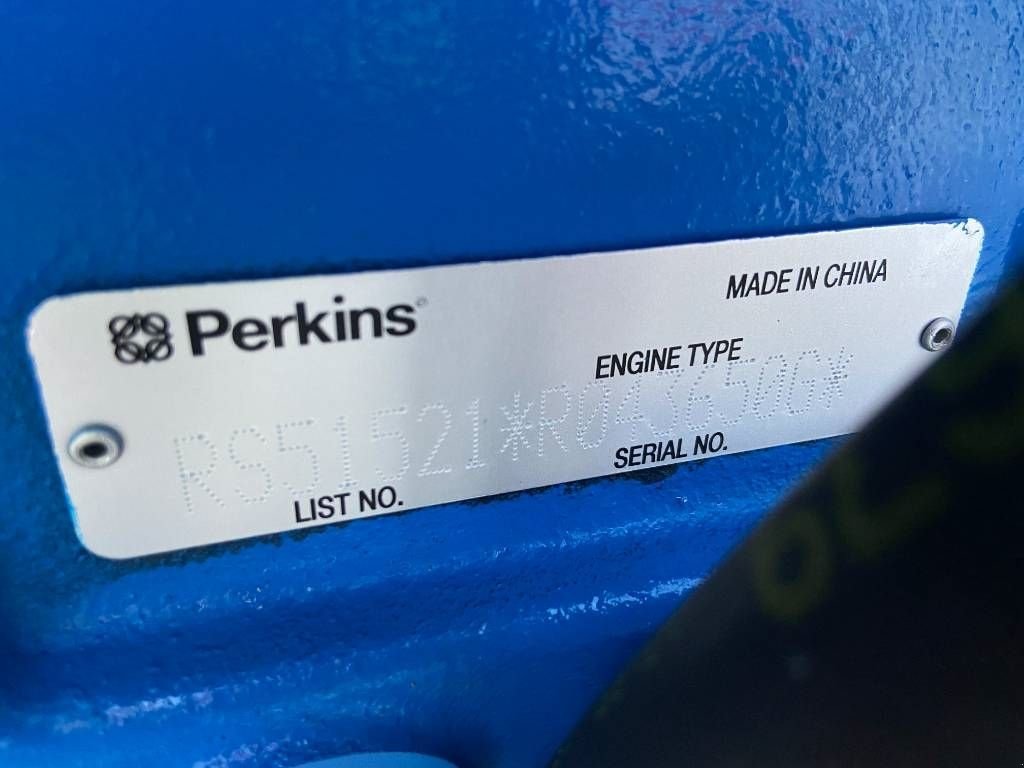 Perkins
MADE IN CHINA
ENGINE TYPE
RS51521*R043650G*
LIST NO.
SERIAL NO.